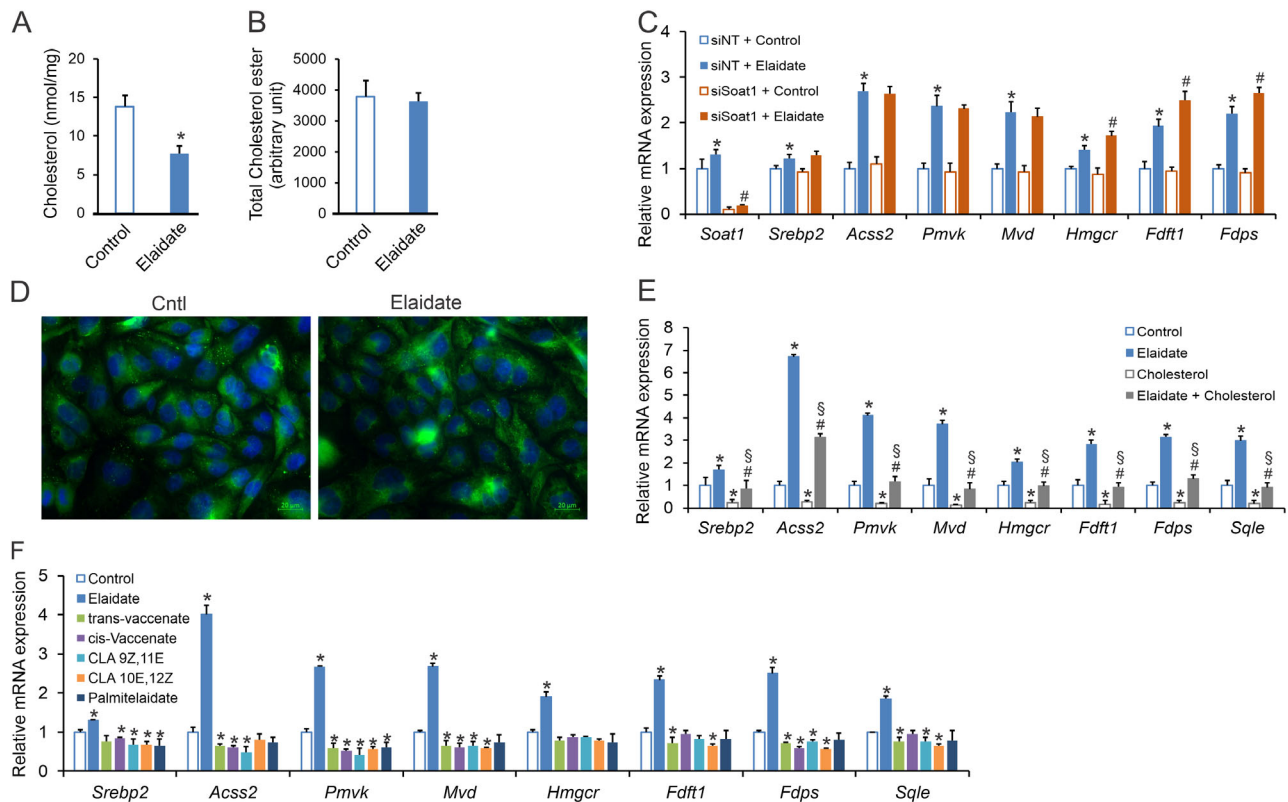 A
Cholesterol (nmol/mg)
20
15
10
5
0
*
Control
Elaidate
B
Total Cholesterol ester
(arbitrary unit)
5000
4000
3000
2000
1000
0
Control
Elaidate
C
Relative mRNA expression
4
3
2
1
0
siNT + Control
siNT + Elaidate
siSoat1 + Control
siSoat1 + Elaidate
* # * * * * * # * # * #
Soat1 Srebp2 Acss2 Pmvk Mvd Hmgcr Fdft1 Fdps
D
Cntl Elaidate
20 µm 20 µm
E
Relative mRNA expression
8
7
6
5
4
3
2
1
0
Control
Elaidate
Cholesterol
Elaidate + Cholesterol
* * § # * * § # * * § # * * § # * * § # * * § # * * § # * * § #
Srebp2 Acss2 Pmvk Mvd Hmgcr Fdft1 Fdps Sqle
F
Relative mRNA expression
5
4
3
2
1
0
Control
Elaidate
trans-vaccenate
cis-Vaccenate
CLA 9Z,11E
CLA 10E,12Z
Palmitelaidate
* * * * * * * * * * * * * * * * * * * * * * * * * * * * * * * * * *
Srebp2 Acss2 Pmvk Mvd Hmgcr Fdft1 Fdps Sqle